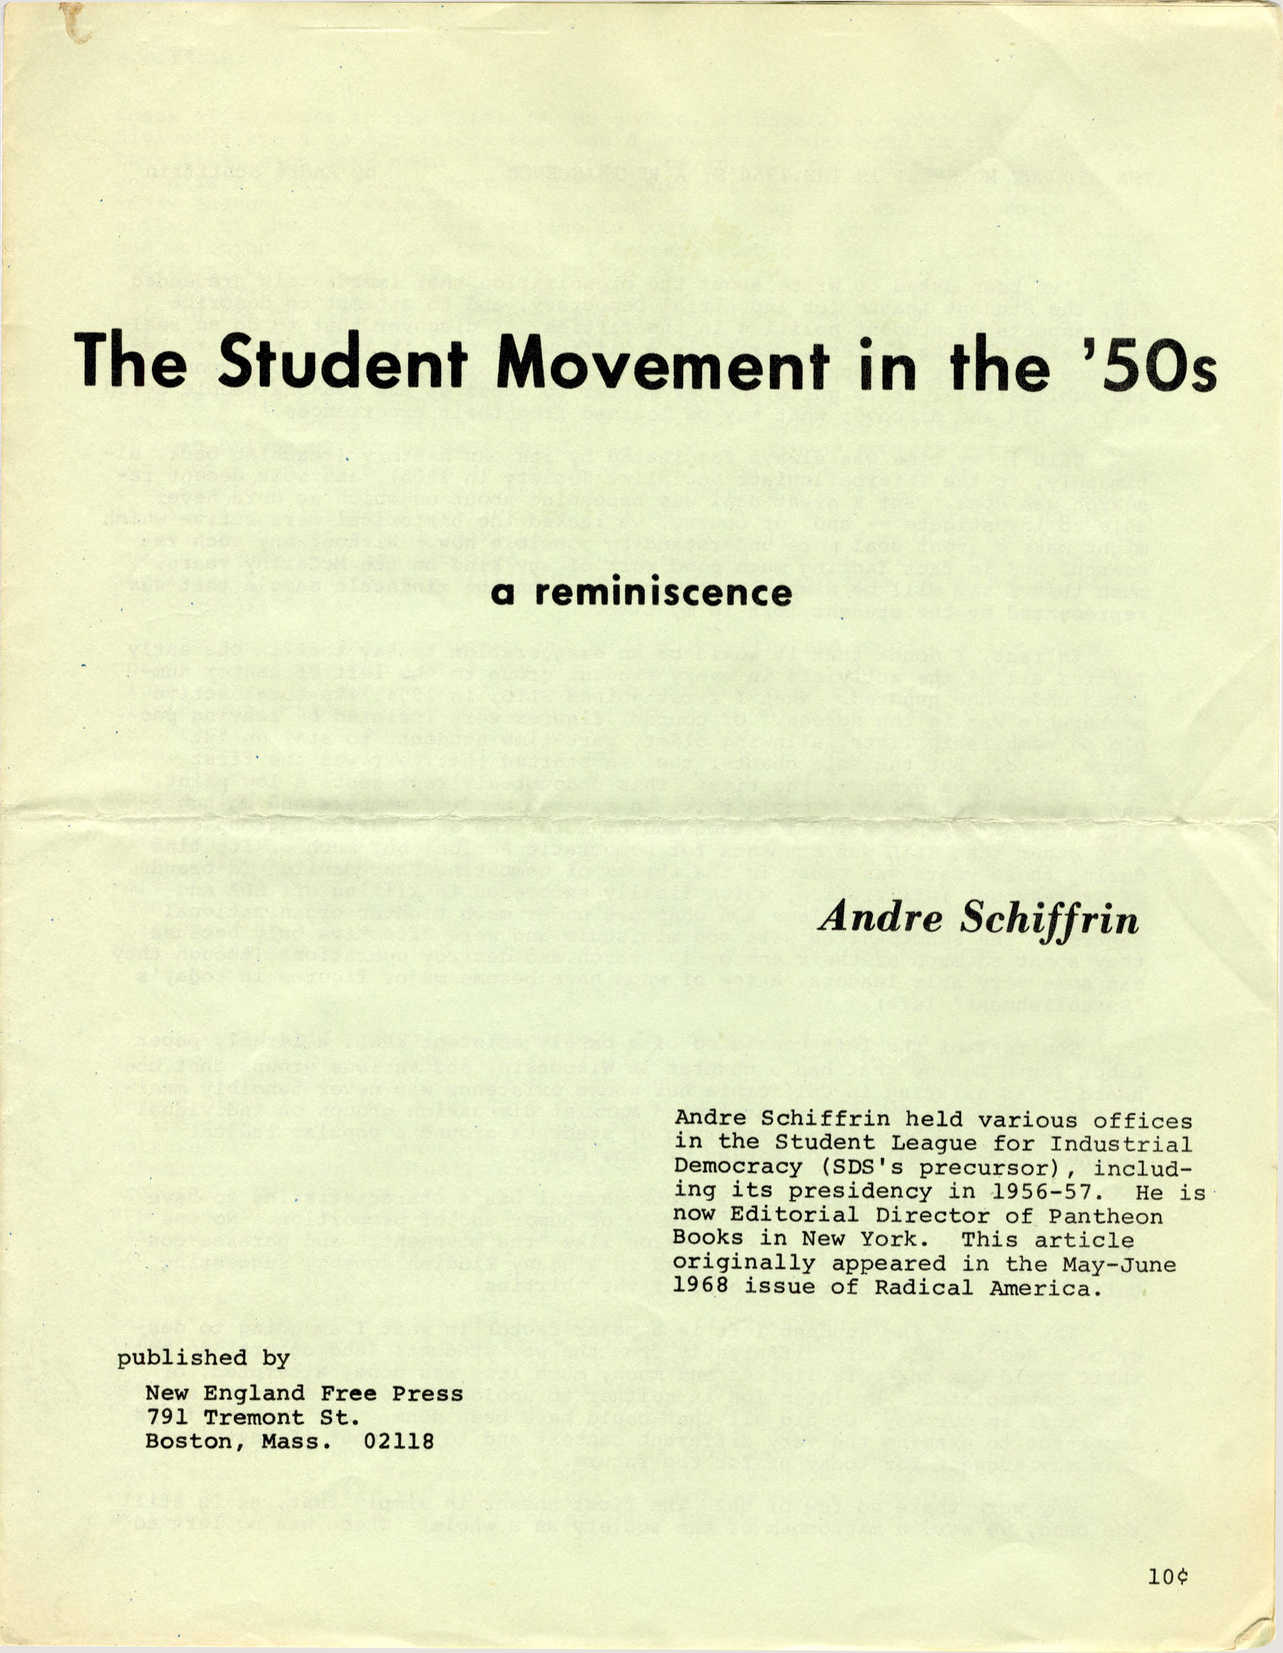 The Student Movement in the '50s
a reminiscence
Andre Schiffrin
Andre Schiffrin held various offices
in the Student League for Industrial
Democracy (SDS's precursor), includ-
ing its presidency in 1956-57.  He is
now Editorial Director of Pantheon
Books in New York.  This article
originally appeared in the May-June
1968 issue of Radical America.
published by
New England Free Press
791 Tremont St.
Boston, Mass.  02118
10¢